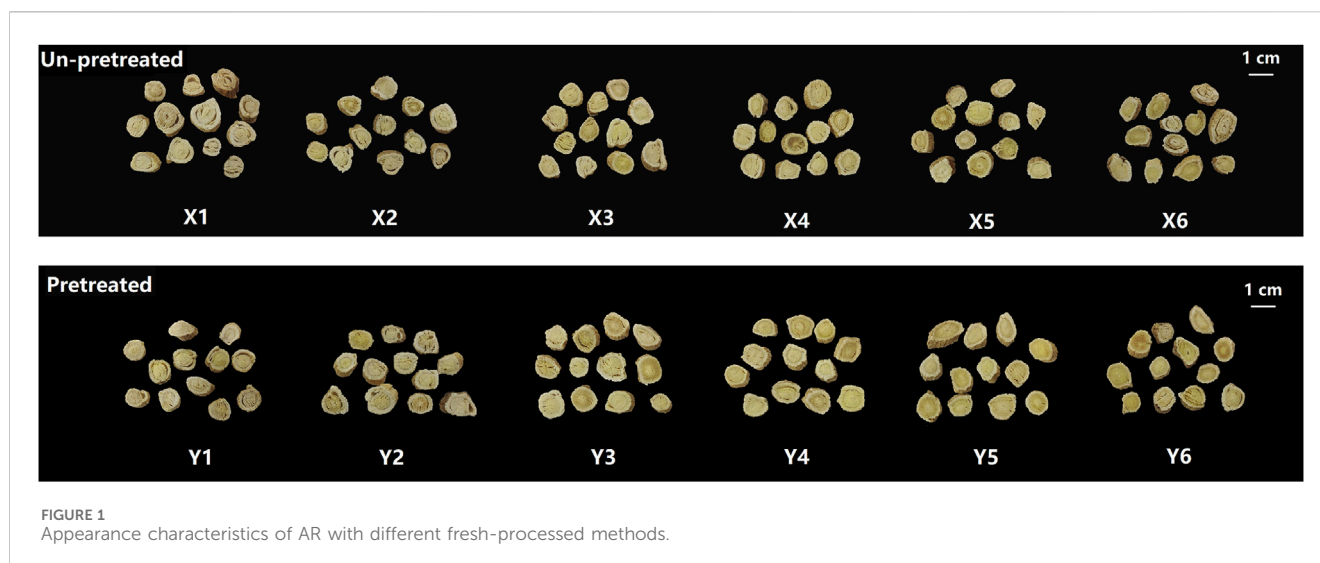 Un-pretreated
1 cm
X1 X2 X3 X4 X5 X6
Pretreated
1 cm
Y1 Y2 Y3 Y4 Y5 Y6
FIGURE 1
Appearance characteristics of AR with different fresh-processed methods.